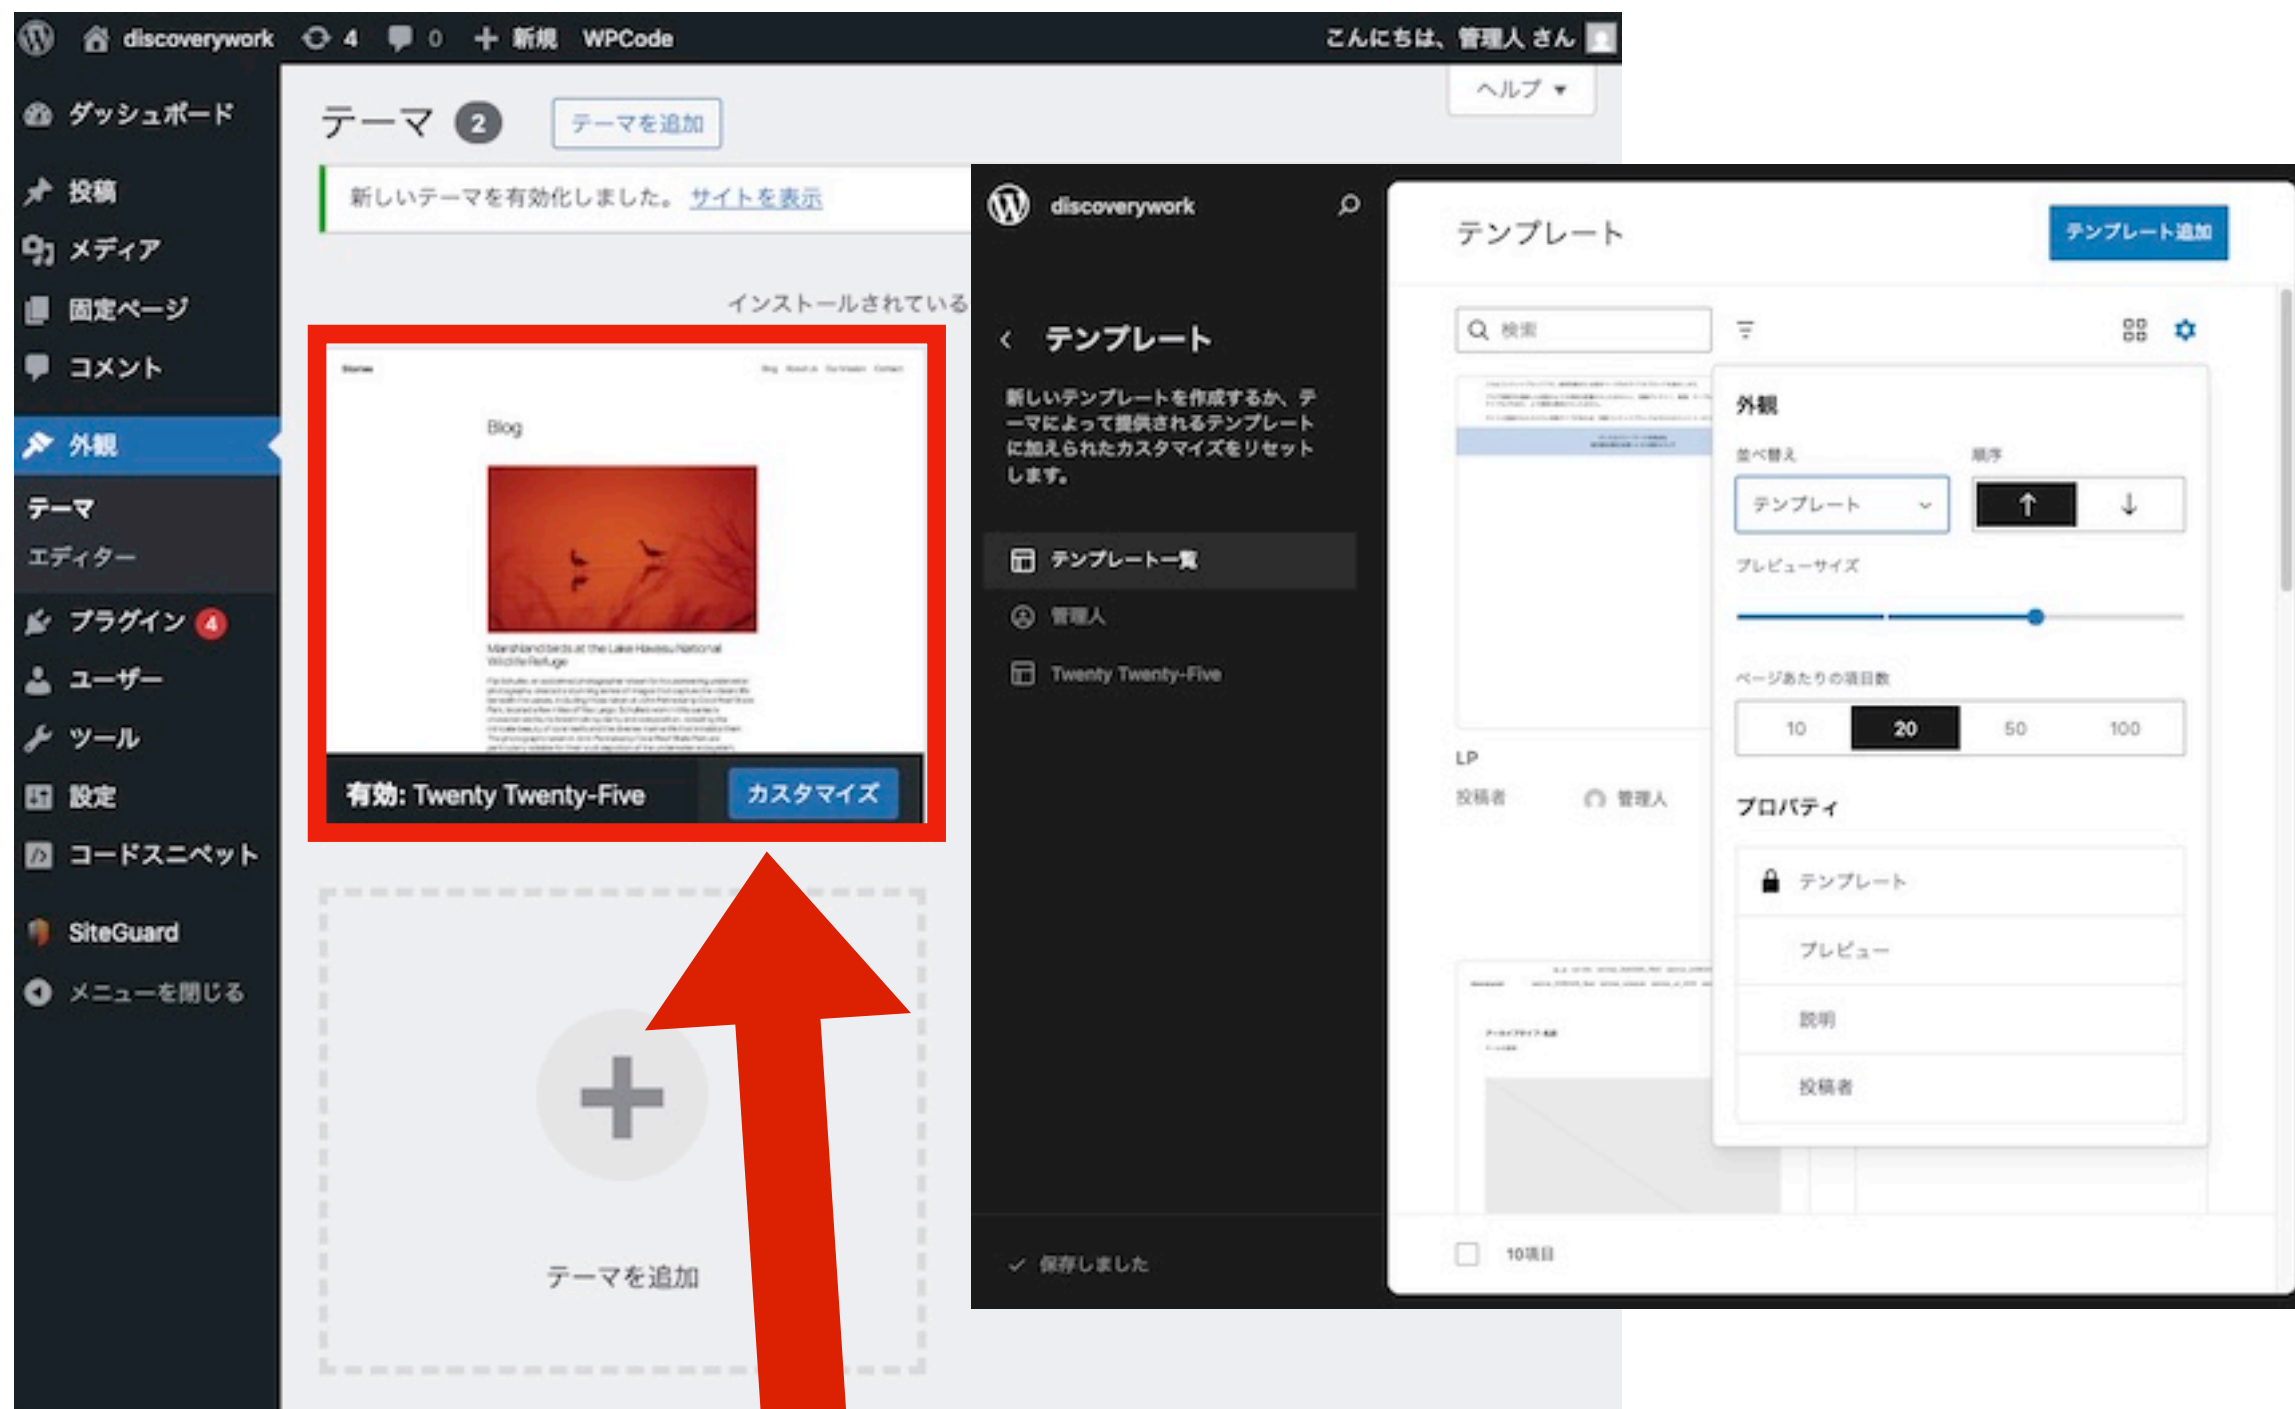 discoverywork
4
0
新規
WPCode
こんにちは、管理人 さん
ダッシュボード
投稿
メディア
固定ページ
コメント
外観
テーマ
エディター
プラグイン 4
ユーザー
ツール
設定
コードスニペット
SiteGuard
メニューを閉じる
ヘルプ
テーマ 2
テーマを追加
新しいテーマを有効化しました。 サイトを表示
インストールされている
Stories
Blog About Us Our Mission Contact
Blog
Marshland birds at the Lake Havasu National
Wildlife Refuge
有効: Twenty Twenty-Five
カスタマイズ
テーマを追加
discoverywork
テンプレート
新しいテンプレートを作成するか、テ
ーマによって提供されるテンプレート
に加えられたカスタマイズをリセット
します。
テンプレート一覧
管理人
Twenty Twenty-Five
保存しました
テンプレート
テンプレート追加
検索
外観
並べ替え
順序
テンプレート
↑
↓
プレビューサイズ
ページあたりの項目数
10 20 50 100
プロパティ
テンプレート
プレビュー
説明
投稿者
LP
投稿者
管理人
10項目